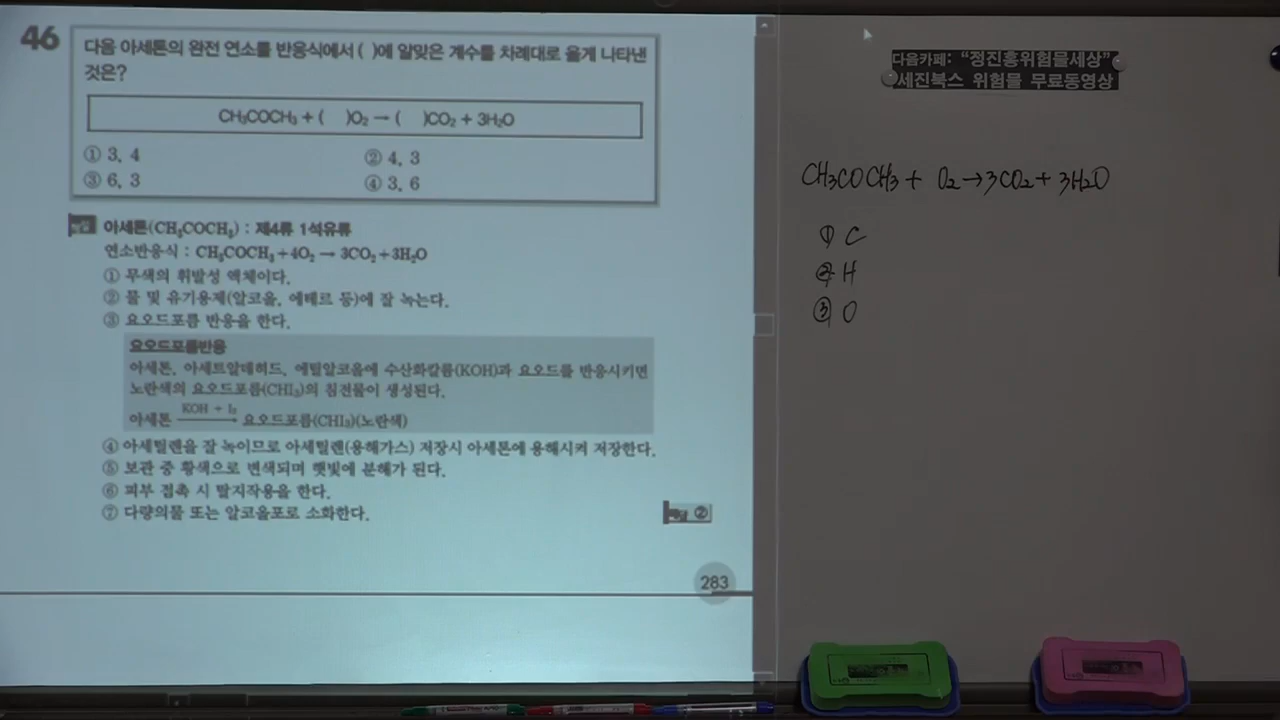 46
다음 아세톤의 완전 연소를 반응식에서 ( )에 알맞은 계수를 차례대로 옳게 나타낸
것은?
CH₃COCH₃ + ( )O₂ → ( )CO₂ + 3H₂O
① 3, 4 ② 4, 3
③ 6, 3 ④ 3, 6
아세톤(CH₃COCH₃) : 제4류 1석유류
연소반응식 : CH₃COCH₃+4O₂ → 3CO₂+3H₂O
① 무색의 휘발성 액체이다.
② 물 및 유기용제(알코올, 에테르 등)에 잘 녹는다.
③ 요오드포름 반응을 한다.
요오드포름반응
아세톤, 아세트알데히드, 에틸알코올에 수산화칼륨(KOH)과 요오드를 반응시키면
노란색의 요오드포름(CHI₃)의 침전물이 생성된다.
KOH + I₂
아세톤 → 요오드포름(CHI₃)(노란색)
④ 아세틸렌을 잘 녹이므로 아세틸렌(용해가스) 저장시 아세톤에 용해시켜 저장한다.
⑤ 보관 중 황색으로 변색되며 햇빛에 분해가 된다.
⑥ 피부 접촉 시 탈지작용을 한다.
⑦ 다량의물 또는 알코올포로 소화한다.
②
283
다음카페: "정진홍위험물세상"
세진북스 위험물 무료동영상
CH₃COCH₃ + O₂ → 3CO₂ + 3H₂O
① C
② H
③ O